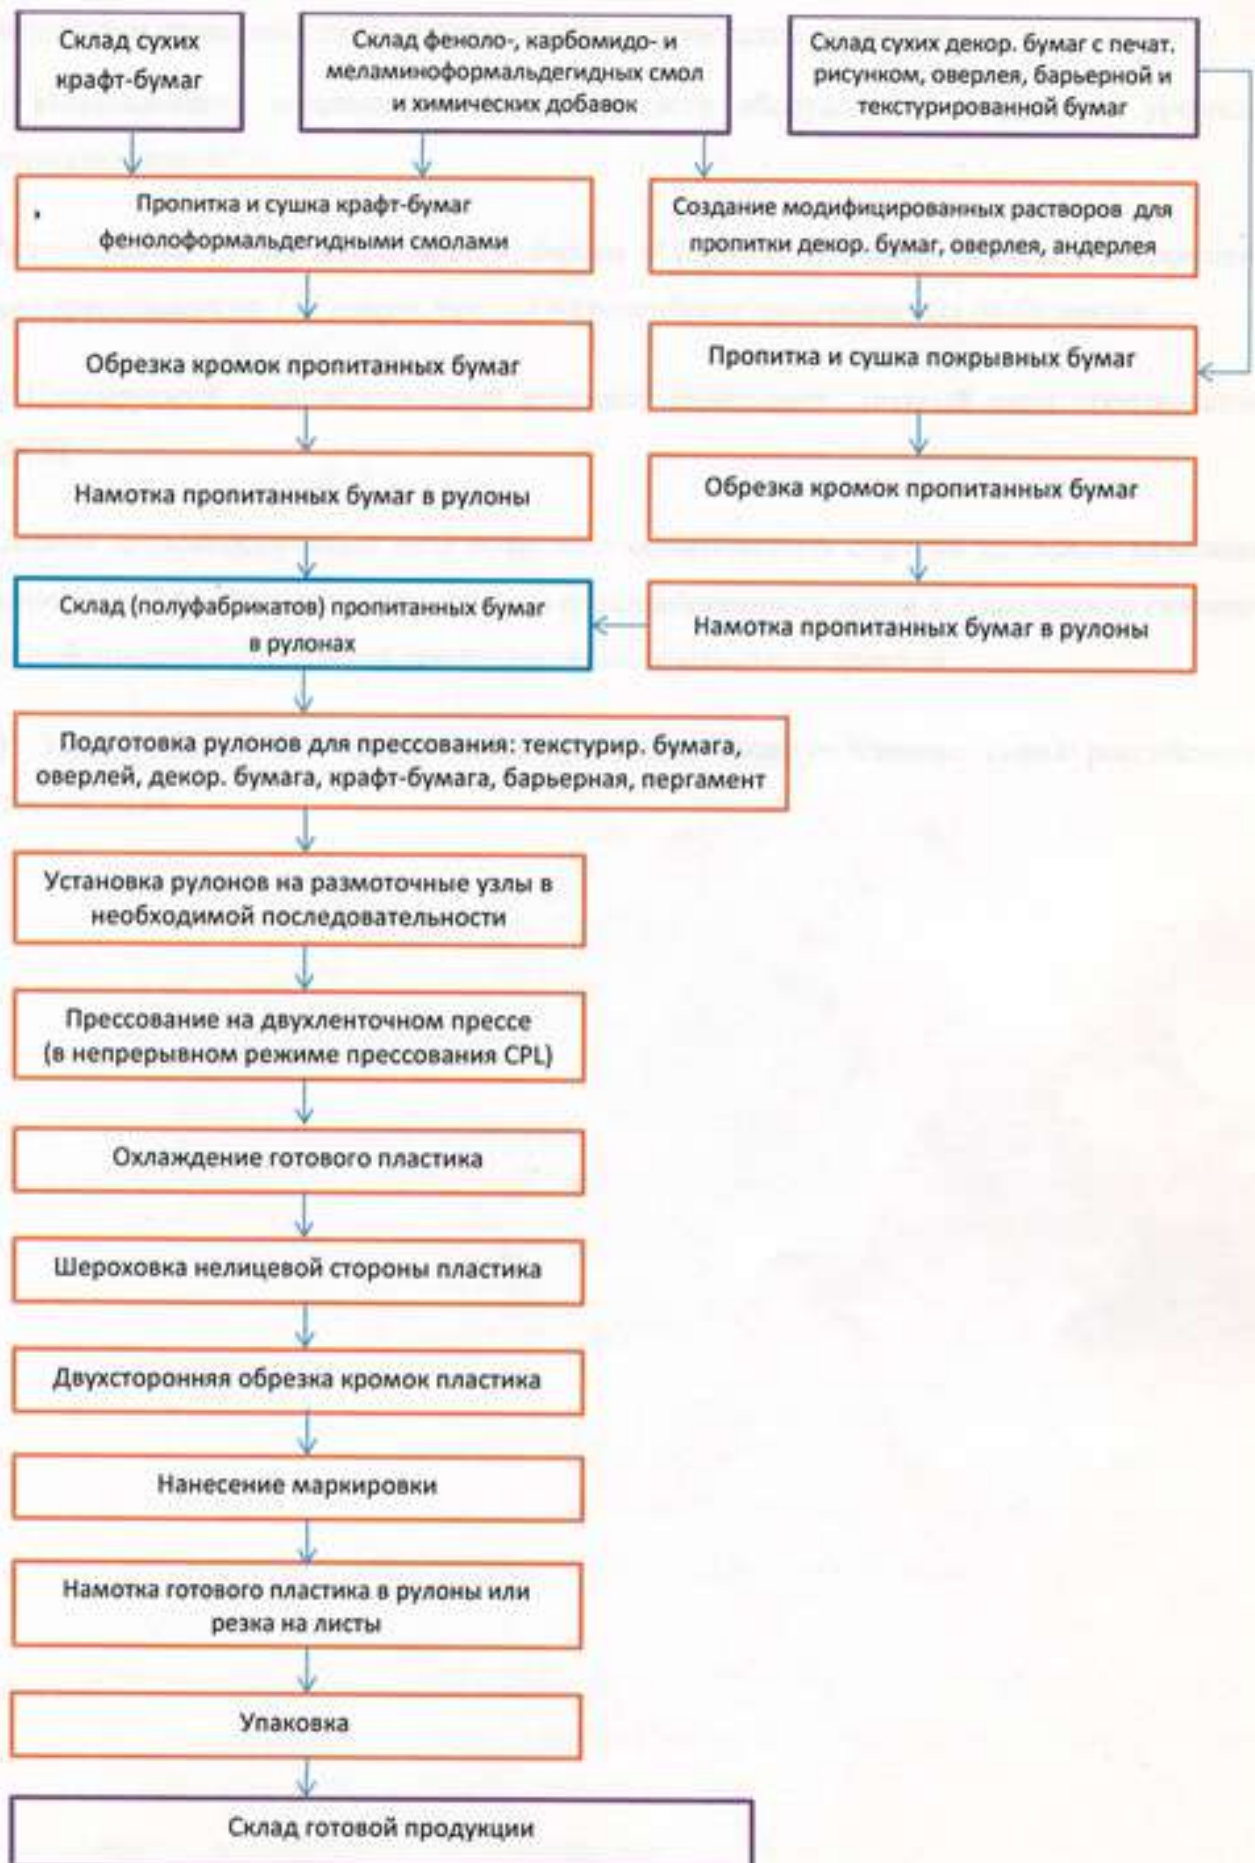 Склад сухих
крафт-бумаг
Склад феноло-, карбомидо- и
меламиноформальдегидных смол
и химических добавок
Склад сухих декор. бумаг с печат.
рисунком, оверлея, барьерной и
текстурированной бумаг
Пропитка и сушка крафт-бумаг
фенолоформальдегидными смолами
Создание модифицированных растворов для
пропитки декор. бумаг, оверлея, андерлея
Обрезка кромок пропитанных бумаг
Пропитка и сушка покрывных бумаг
Намотка пропитанных бумаг в рулоны
Обрезка кромок пропитанных бумаг
Склад (полуфабрикатов) пропитанных бумаг
в рулонах
Намотка пропитанных бумаг в рулоны
Подготовка рулонов для прессования: текстурир. бумага,
оверлей, декор. бумага, крафт-бумага, барьерная, пергамент
Установка рулонов на размоточные узлы в
необходимой последовательности
Прессование на двухленточном прессе
(в непрерывном режиме прессования CPL)
Охлаждение готового пластика
Шероховка нелицевой стороны пластика
Двухсторонняя обрезка кромок пластика
Нанесение маркировки
Намотка готового пластика в рулоны или
резка на листы
Упаковка
Склад готовой продукции